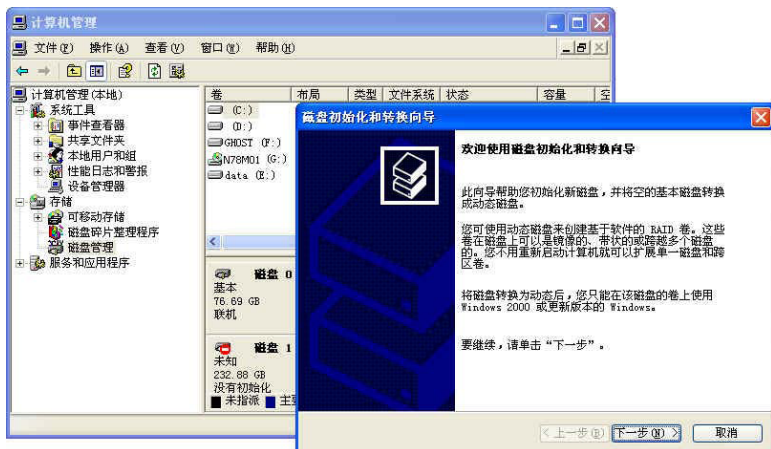 计算机管理
文件(F) 操作(A) 查看(V) 窗口(W) 帮助(H)
计算机管理(本地)
系统工具
事件查看器
共享文件夹
本地用户和组
性能日志和警报
设备管理器
存储
可移动存储
磁盘碎片整理程序
磁盘管理
服务和应用程序
卷 布局 类型 文件系统 状态 容量 空
(C:)
(D:)
GHOST (F:)
N78M01 (G:)
data (E:)
磁盘 0
基本
76.69 GB
联机
磁盘 1
未知
232.88 GB
没有初始化
未指派 主要
磁盘初始化和转换向导
欢迎使用磁盘初始化和转换向导
此向导帮助您初始化新磁盘，并将空的基本磁盘转换
成动态磁盘。
您可使用动态磁盘来创建基于软件的 RAID 卷。这些
卷在磁盘上可以是镜像的、带状的或跨越多个磁盘
的。您不用重新启动计算机就可以扩展单一磁盘和跨
区卷。
将磁盘转换为动态后，您只能在该磁盘的卷上使用
Windows 2000 或更新版本的 Windows。
要继续，请单击“下一步”。
< 上一步(B) 下一步(N) > 取消